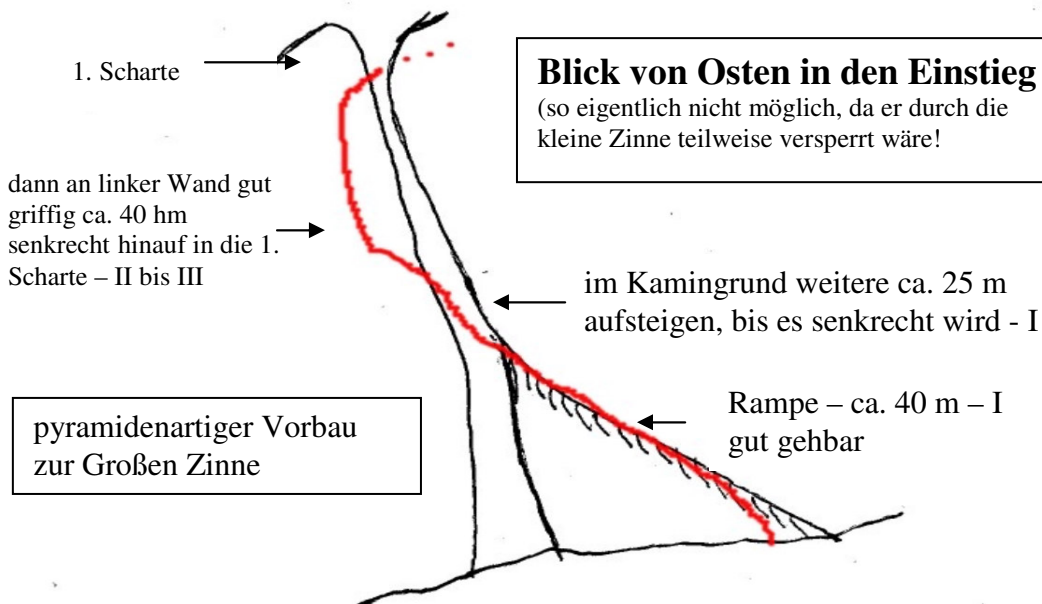 1. Scharte
Blick von Osten in den Einstieg
(so eigentlich nicht möglich, da er durch die
kleine Zinne teilweise versperrt wäre!
dann an linker Wand gut
griffig ca. 40 hm
senkrecht hinauf in die 1.
Scharte – II bis III
im Kamingrund weitere ca. 25 m
aufsteigen, bis es senkrecht wird - I
Rampe – ca. 40 m – I
gut gehbar
pyramidenartiger Vorbau
zur Großen Zinne